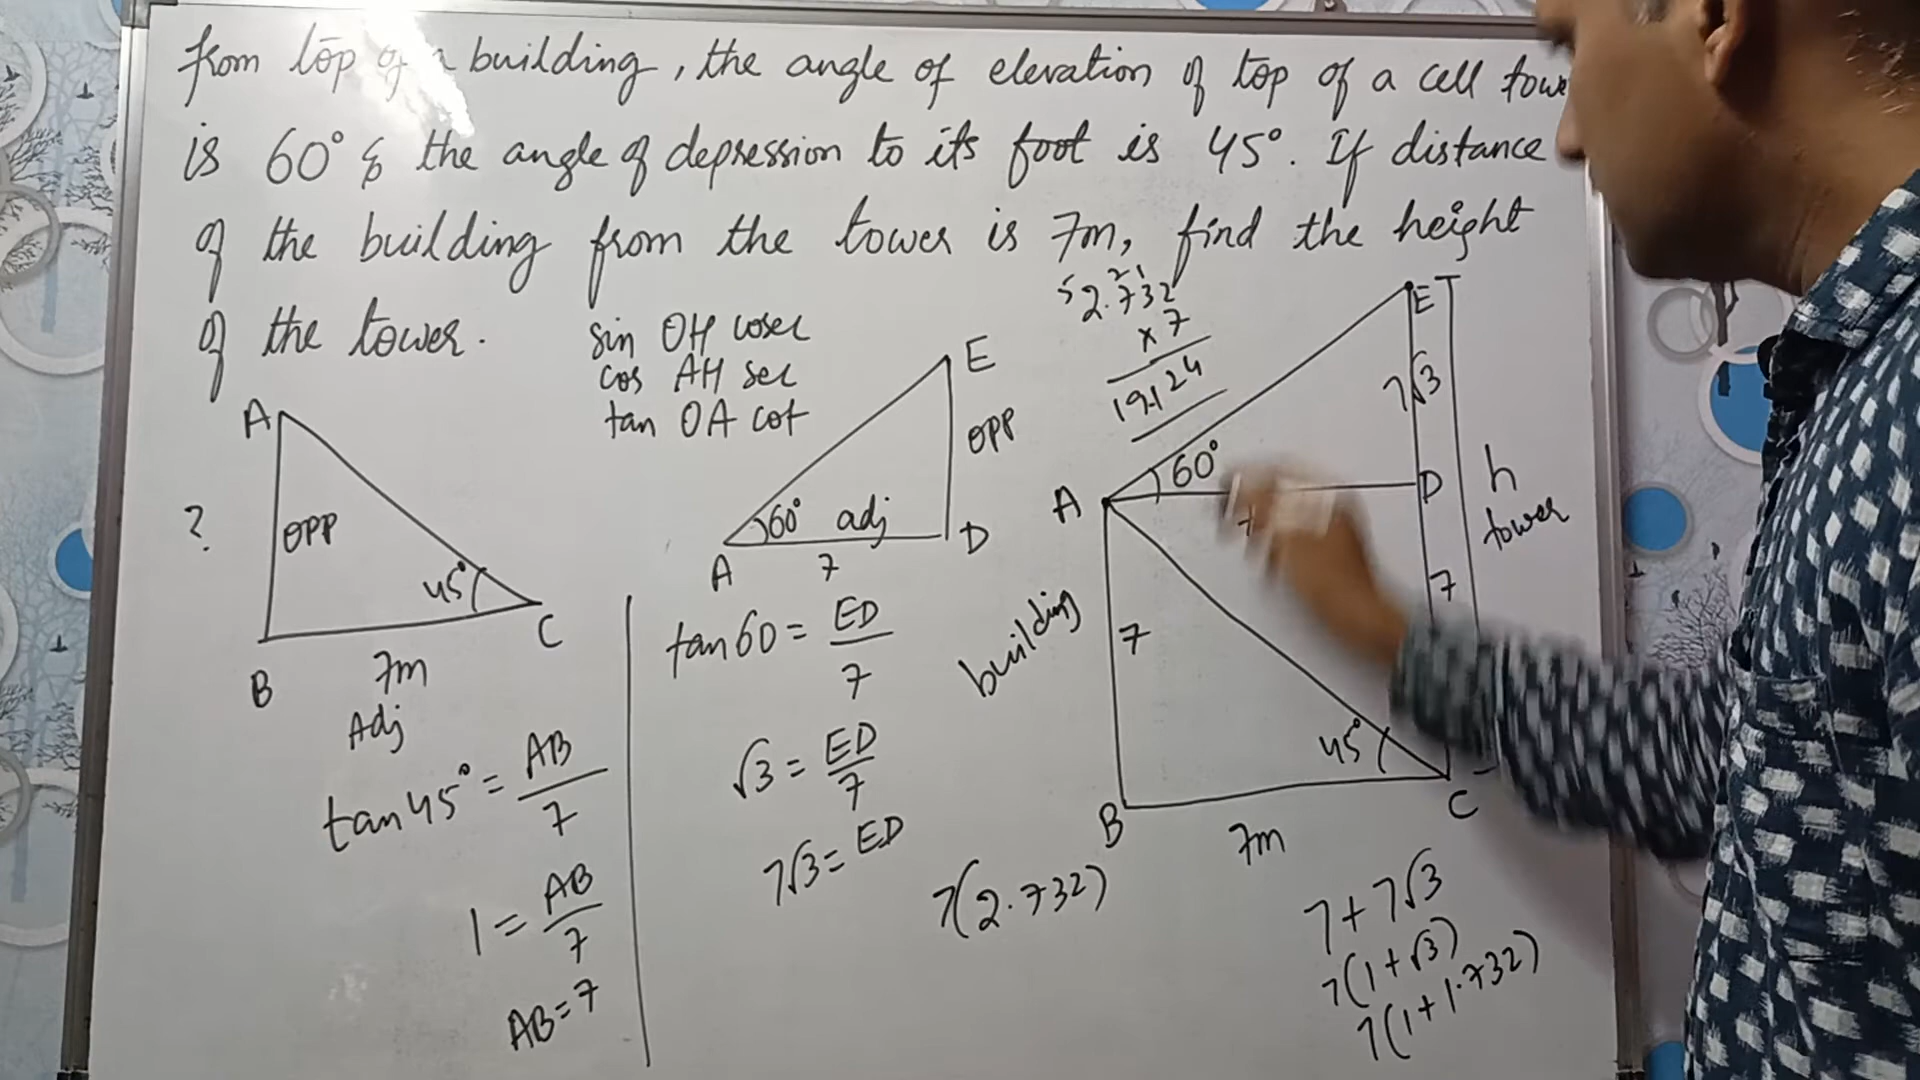 from top of a building, the angle of elevation of top of a cell
is 60° & the angle of depression to its foot is 45°. If distance
of the building from the tower is 7m, find the height
of the tower.
sin OH cosec
cos AH sec
tan OA cot
A
?
OPP
45°
B
7m
C
Adj
tan 45° = AB/7
1 = AB/7
AB = 7
E
OPP
60° adj
A
7
D
tan 60 = ED/7
√3 = ED/7
7√3 = ED
5 2 1
2.732
x 7
19.124
E
7√3
60°
A
D
h
tower
7
building
7
45°
B
7m
C
7 + 7√3
7(1 + √3)
7(1 + 1.732)
7(2.732)